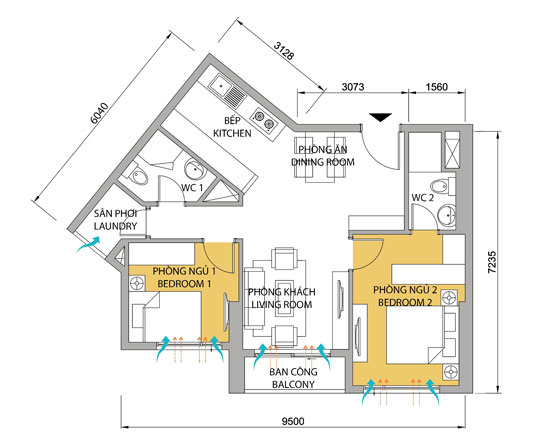 3128
3073
1560
6040
BẾP
KITCHEN
PHÒNG ĂN
DINING ROOM
WC 1
WC 2
SÂN PHƠI
LAUNDRY
7235
PHÒNG NGỦ 1
BEDROOM 1
PHÒNG KHÁCH
LIVING ROOM
PHÒNG NGỦ 2
BEDROOM 2
BAN CÔNG
BALCONY
9500